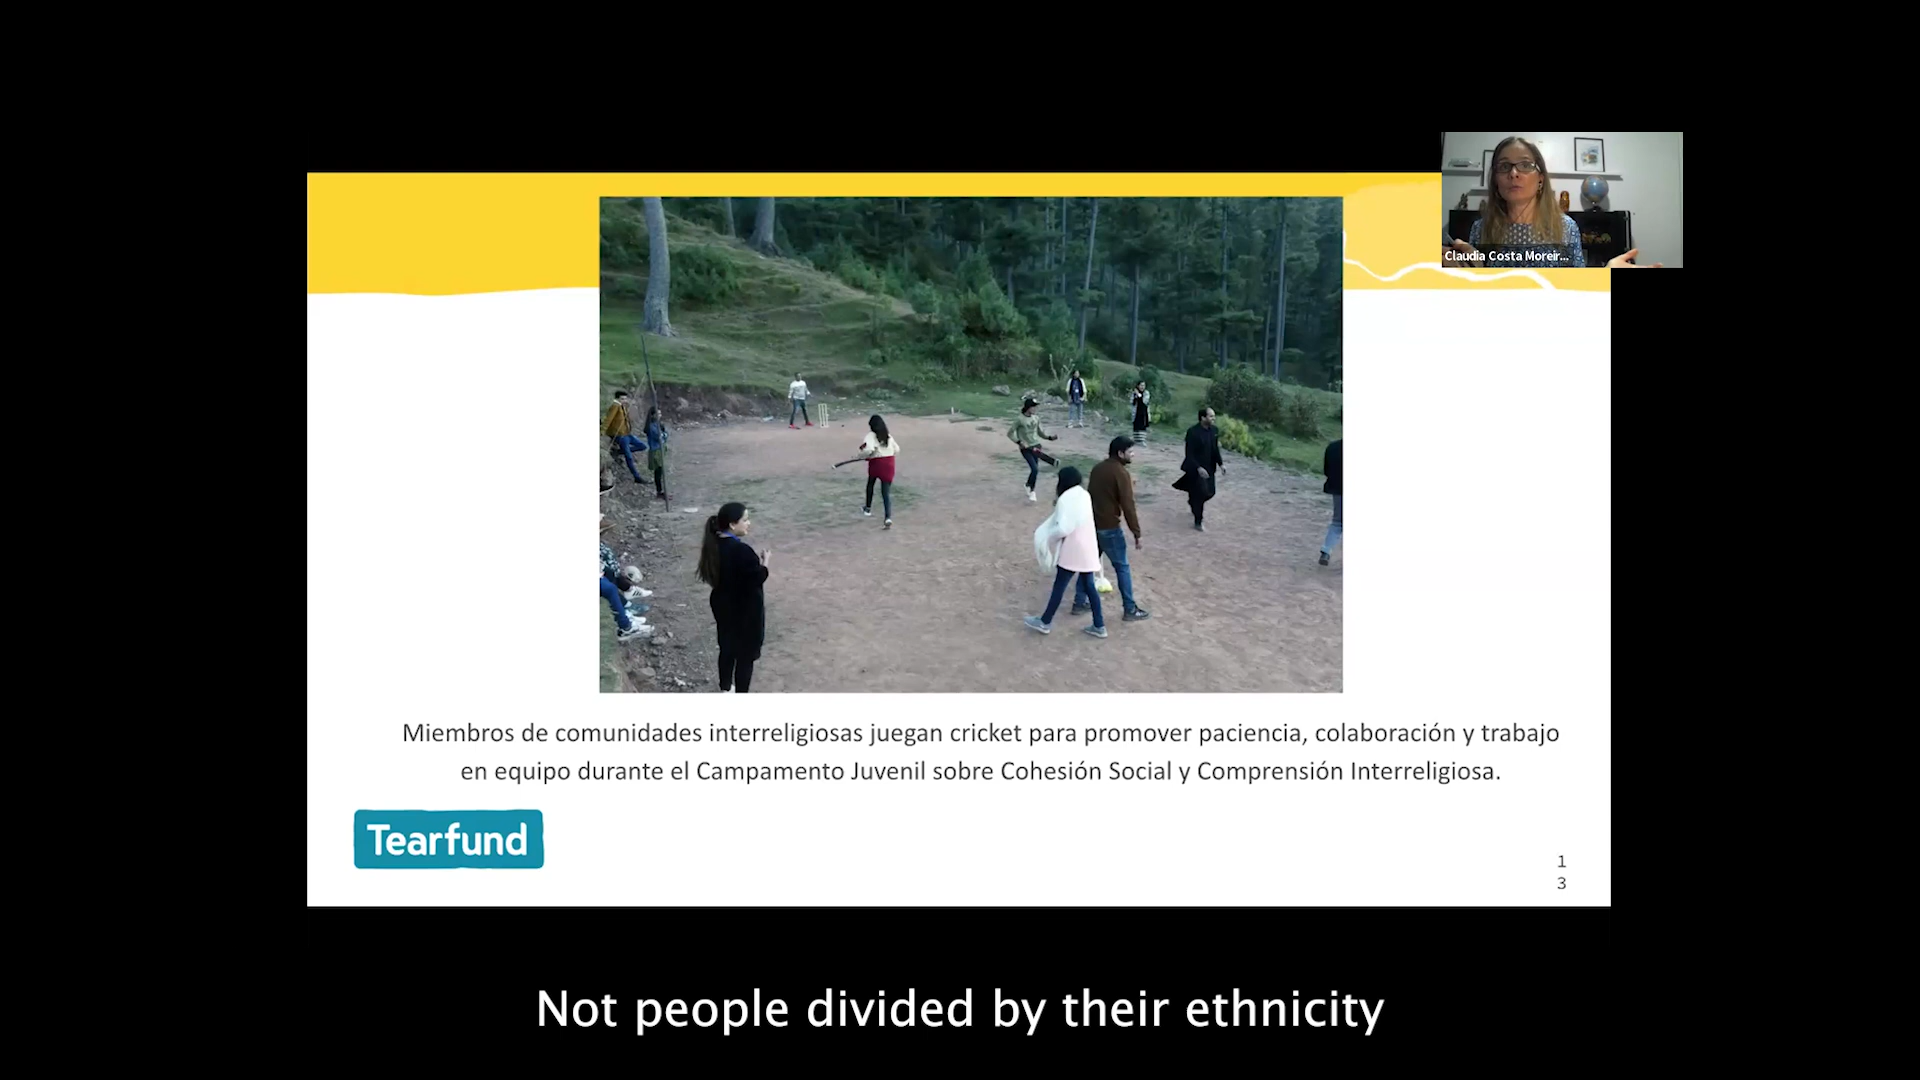 Claudia Costa Moreir...
Miembros de comunidades interreligiosas juegan cricket para promover paciencia, colaboración y trabajo
en equipo durante el Campamento Juvenil sobre Cohesión Social y Comprensión Interreligiosa.
Tearfund
1
3
Not people divided by their ethnicity